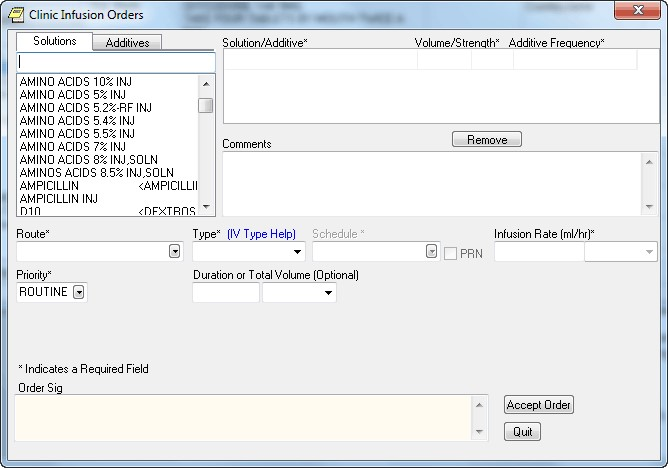 Clinic Infusion Orders
Solutions
Additives
Solution/Additive*
Volume/Strength*
Additive Frequency*
AMINO ACIDS 10% INJ
AMINO ACIDS 5% INJ
AMINO ACIDS 5.2%-RF INJ
AMINO ACIDS 5.4% INJ
AMINO ACIDS 5.5% INJ
AMINO ACIDS 7% INJ
AMINO ACIDS 8% INJ,SOLN
AMINOS ACIDS 8.5% INJ,SOLN
AMPICILLIN <AMPICILLIN
AMPICILLIN INJ
D10 <DEXTROS
Remove
Comments
Route*
Type* (IV Type Help)
Schedule *
PRN
Infusion Rate (ml/hr)*
Priority*
ROUTINE
Duration or Total Volume (Optional)
* Indicates a Required Field
Order Sig
Accept Order
Quit